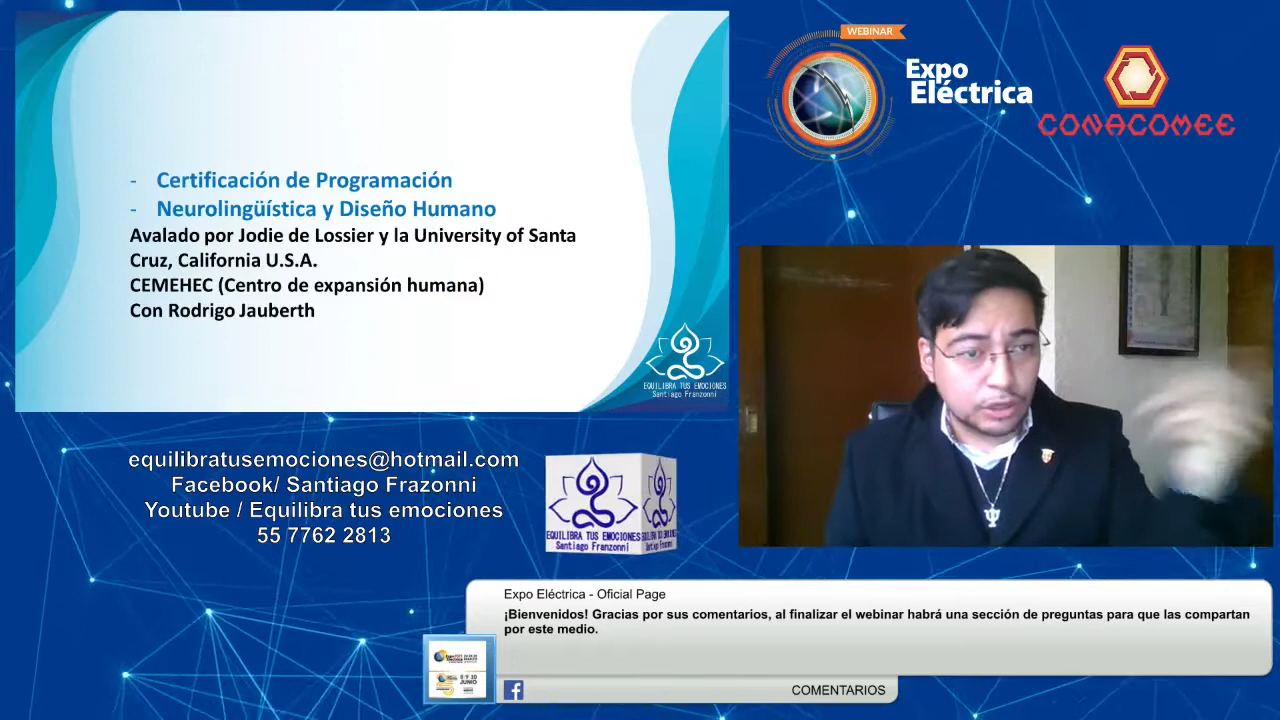 - Certificación de Programación
- Neurolingüística y Diseño Humano
Avalado por Jodie de Lossier y la University of Santa
Cruz, California U.S.A.
CEMEHEC (Centro de expansión humana)
Con Rodrigo Jauberth
EQUILIBRA TUS EMOCIONES
Santiago Franzonni
WEBINAR
Expo
Eléctrica
CONACOMEE
equilibratusemociones@hotmail.com
Facebook/ Santiago Frazonni
Youtube / Equilibra tus emociones
55 7762 2813
EQUILIBRA TUS EMOCIONES
Santiago Franzonni
Expo Eléctrica - Oficial Page
¡Bienvenidos! Gracias por sus comentarios, al finalizar el webinar habrá una sección de preguntas para que las compartan
por este medio.
COMENTARIOS